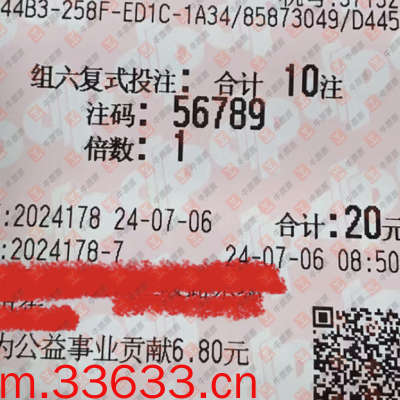 44B3-258F-ED1C-1A34/85873049/D445
组六复式投注: 合计 10注
注码: 56789
倍数: 1
:2024178 24-07-06 合计:20元
:2024178-7 24-07-06 08:50
为公益事业贡献6.80元
m.33633.cn